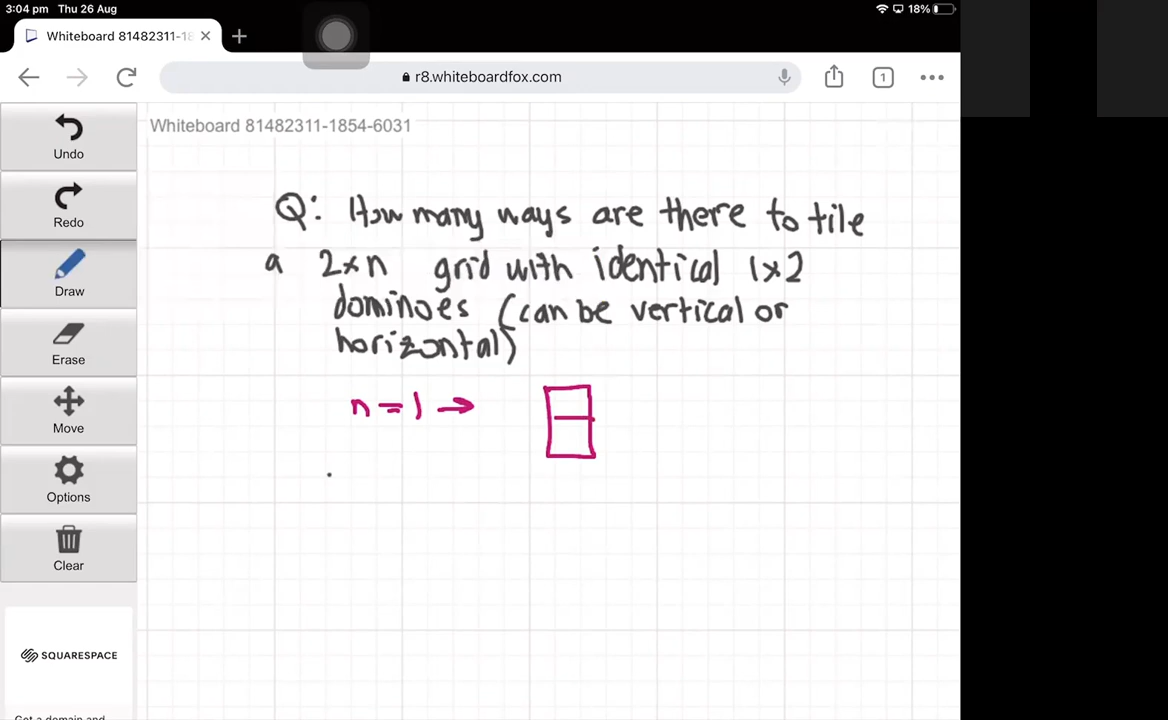 3:04 pm Thu 26 Aug 18%
Whiteboard 81482311-18
r8.whiteboardfox.com 1
Whiteboard 81482311-1854-6031
Undo
Redo
Draw
Erase
Move
Options
Clear
SQUARESPACE
Q: How many ways are there to tile
a 2×n grid with identical 1×2
dominoes (can be vertical or
horizontal)
n=1 →